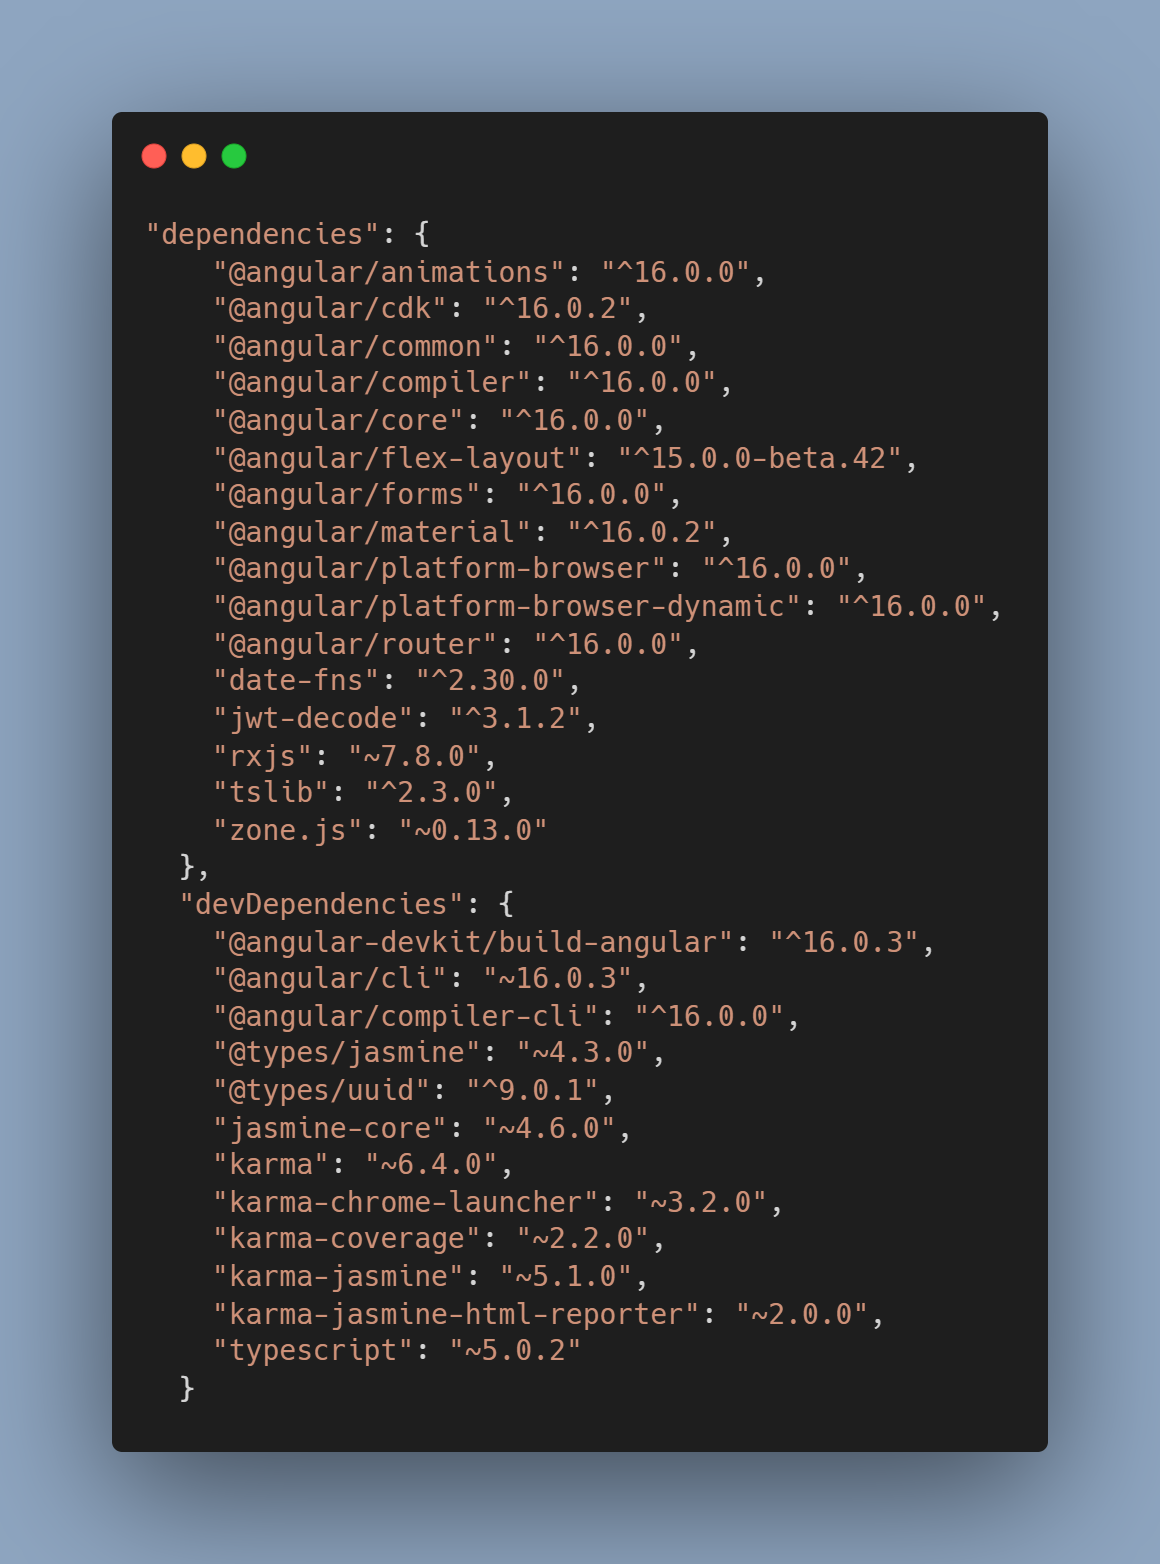 "dependencies": {
    "@angular/animations": "^16.0.0",
    "@angular/cdk": "^16.0.2",
    "@angular/common": "^16.0.0",
    "@angular/compiler": "^16.0.0",
    "@angular/core": "^16.0.0",
    "@angular/flex-layout": "^15.0.0-beta.42",
    "@angular/forms": "^16.0.0",
    "@angular/material": "^16.0.2",
    "@angular/platform-browser": "^16.0.0",
    "@angular/platform-browser-dynamic": "^16.0.0",
    "@angular/router": "^16.0.0",
    "date-fns": "^2.30.0",
    "jwt-decode": "^3.1.2",
    "rxjs": "~7.8.0",
    "tslib": "^2.3.0",
    "zone.js": "~0.13.0"
  },
  "devDependencies": {
    "@angular-devkit/build-angular": "^16.0.3",
    "@angular/cli": "~16.0.3",
    "@angular/compiler-cli": "^16.0.0",
    "@types/jasmine": "~4.3.0",
    "@types/uuid": "^9.0.1",
    "jasmine-core": "~4.6.0",
    "karma": "~6.4.0",
    "karma-chrome-launcher": "~3.2.0",
    "karma-coverage": "~2.2.0",
    "karma-jasmine": "~5.1.0",
    "karma-jasmine-html-reporter": "~2.0.0",
    "typescript": "~5.0.2"
  }